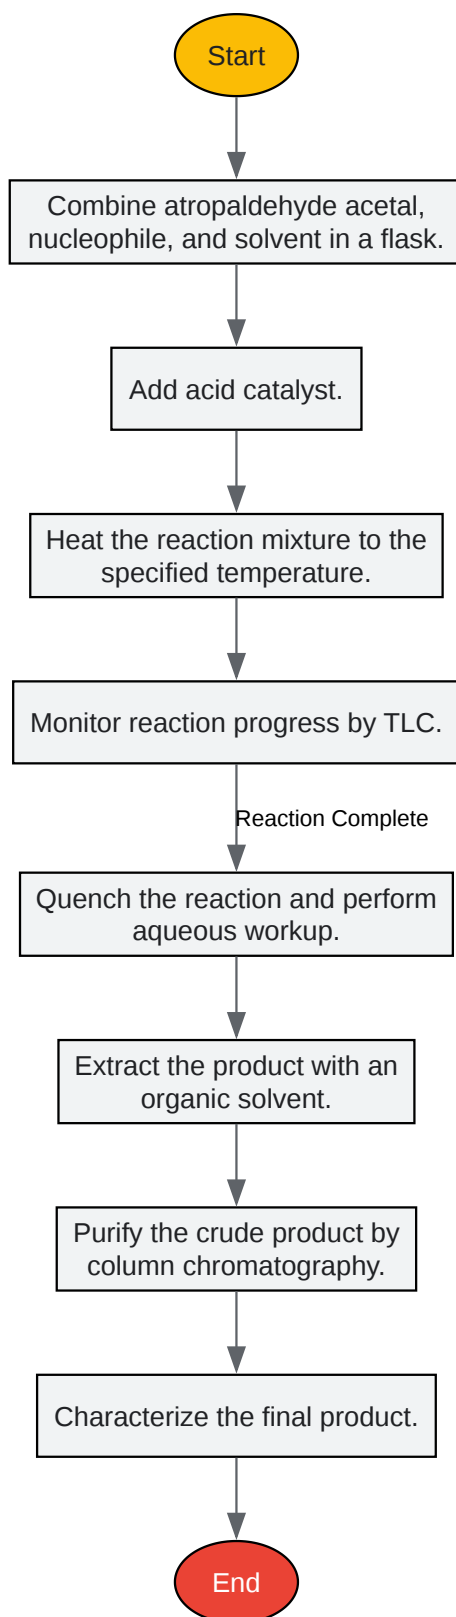 Start
Combine atropaldehyde acetal,
nucleophile, and solvent in a flask.
Add acid catalyst.
Heat the reaction mixture to the
specified temperature.
Monitor reaction progress by TLC.
Reaction Complete
Quench the reaction and perform
aqueous workup.
Extract the product with an
organic solvent.
Purify the crude product by
column chromatography.
Characterize the final product.
End